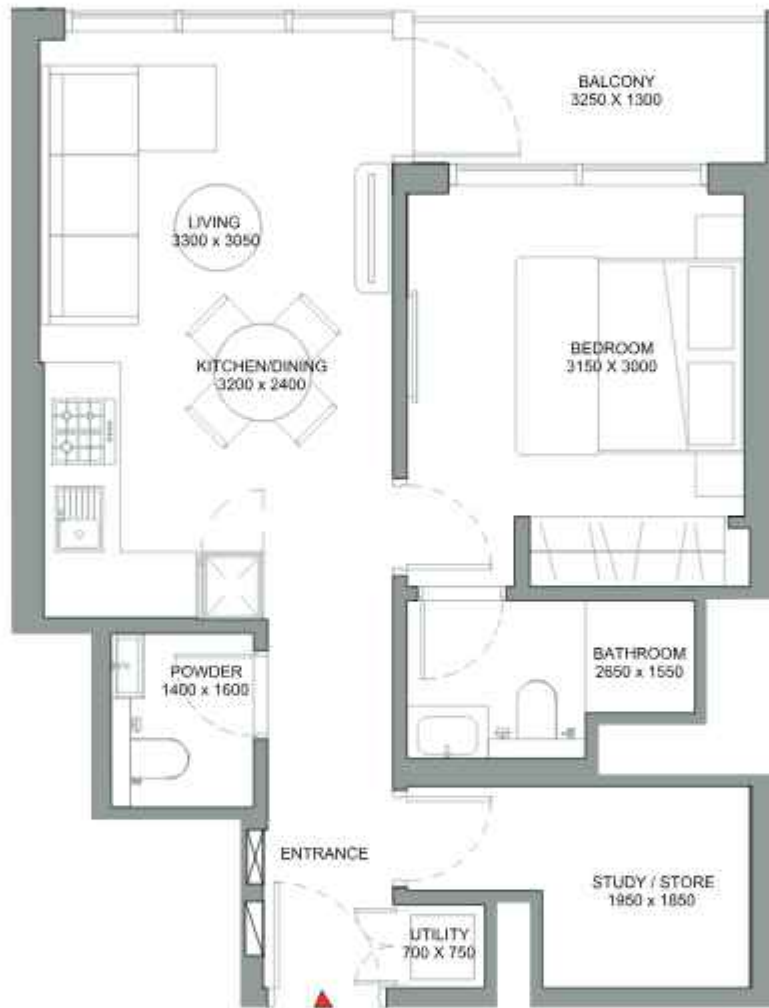 BALCONY
3250 X 1300
LIVING
3300 x 3050
KITCHEN/DINING
3200 x 2400
BEDROOM
3150 X 3000
POWDER
1400 x 1600
BATHROOM
2650 x 1550
ENTRANCE
STUDY / STORE
1950 x 1850
UTILITY
700 X 750